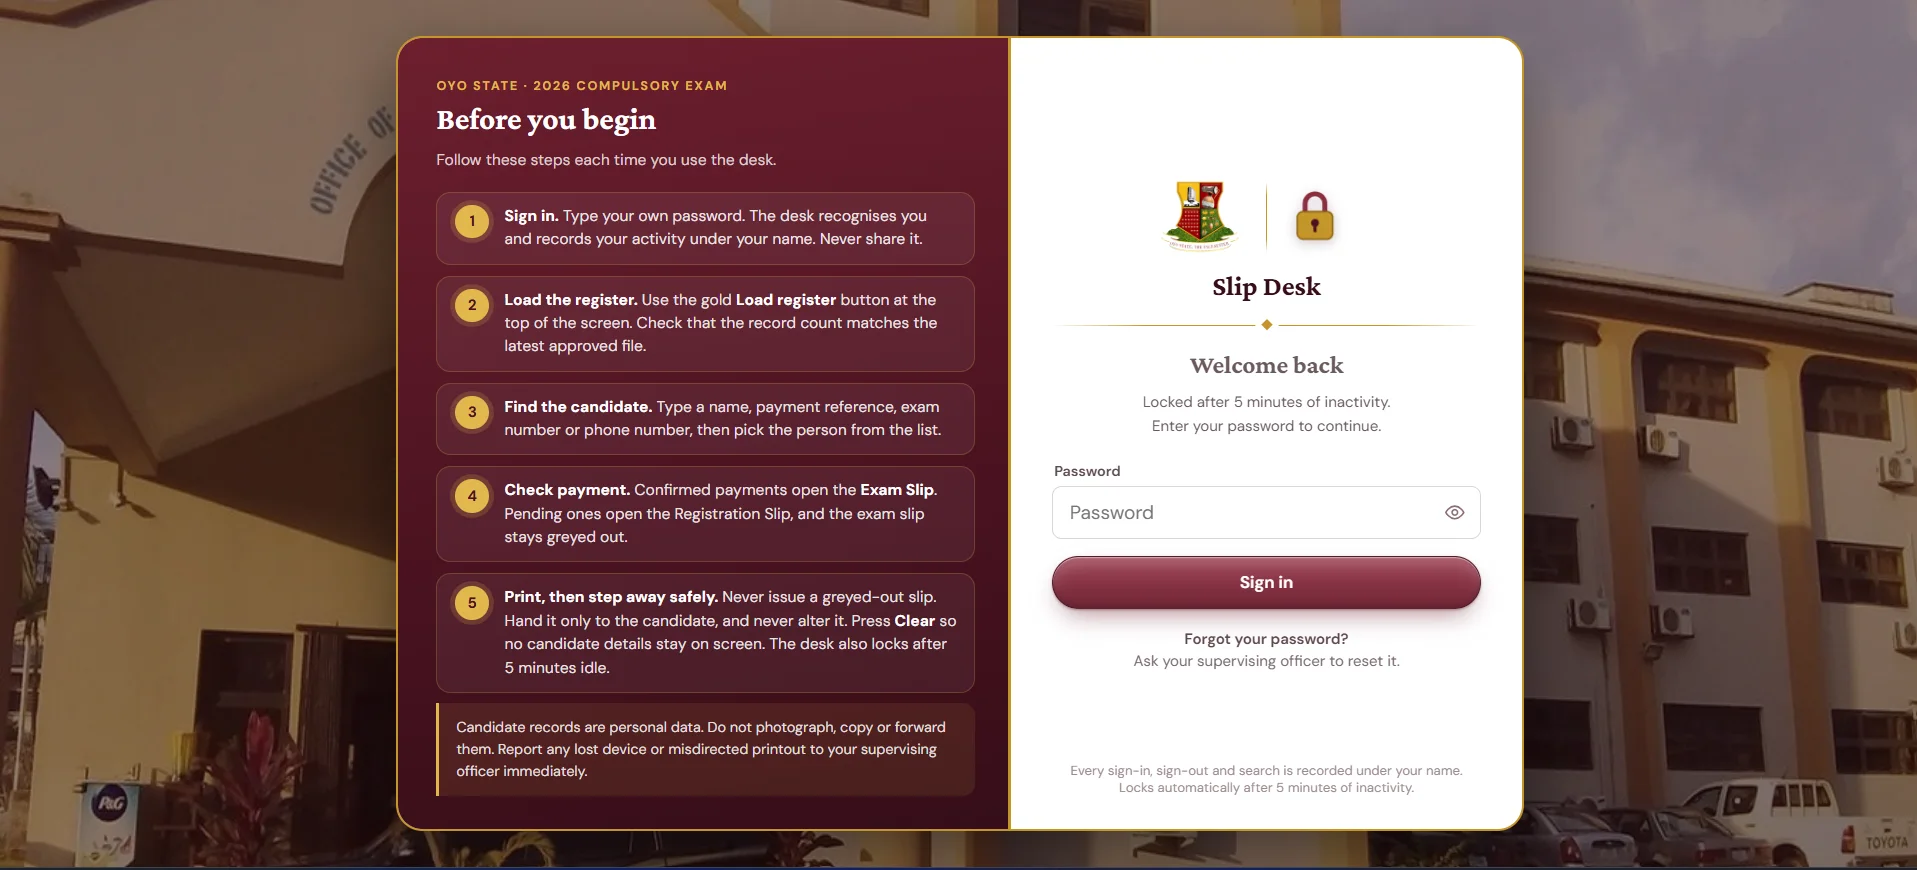 OFFICE OF
OYO STATE · 2026 COMPULSORY EXAM
Before you begin
Follow these steps each time you use the desk.
1
Sign in. Type your own password. The desk recognises you
and records your activity under your name. Never share it.
2
Load the register. Use the gold Load register button at the
top of the screen. Check that the record count matches the
latest approved file.
3
Find the candidate. Type a name, payment reference, exam
number or phone number, then pick the person from the list.
4
Check payment. Confirmed payments open the Exam Slip.
Pending ones open the Registration Slip, and the exam slip
stays greyed out.
5
Print, then step away safely. Never issue a greyed-out slip.
Hand it only to the candidate, and never alter it. Press Clear so
no candidate details stay on screen. The desk also locks after
5 minutes idle.
Candidate records are personal data. Do not photograph, copy or forward
them. Report any lost device or misdirected printout to your supervising
officer immediately.
Slip Desk
Welcome back
Locked after 5 minutes of inactivity.
Enter your password to continue.
Password
Password
Sign in
Forgot your password?
Ask your supervising officer to reset it.
Every sign-in, sign-out and search is recorded under your name.
Locks automatically after 5 minutes of inactivity.
P&G
TOYOTA